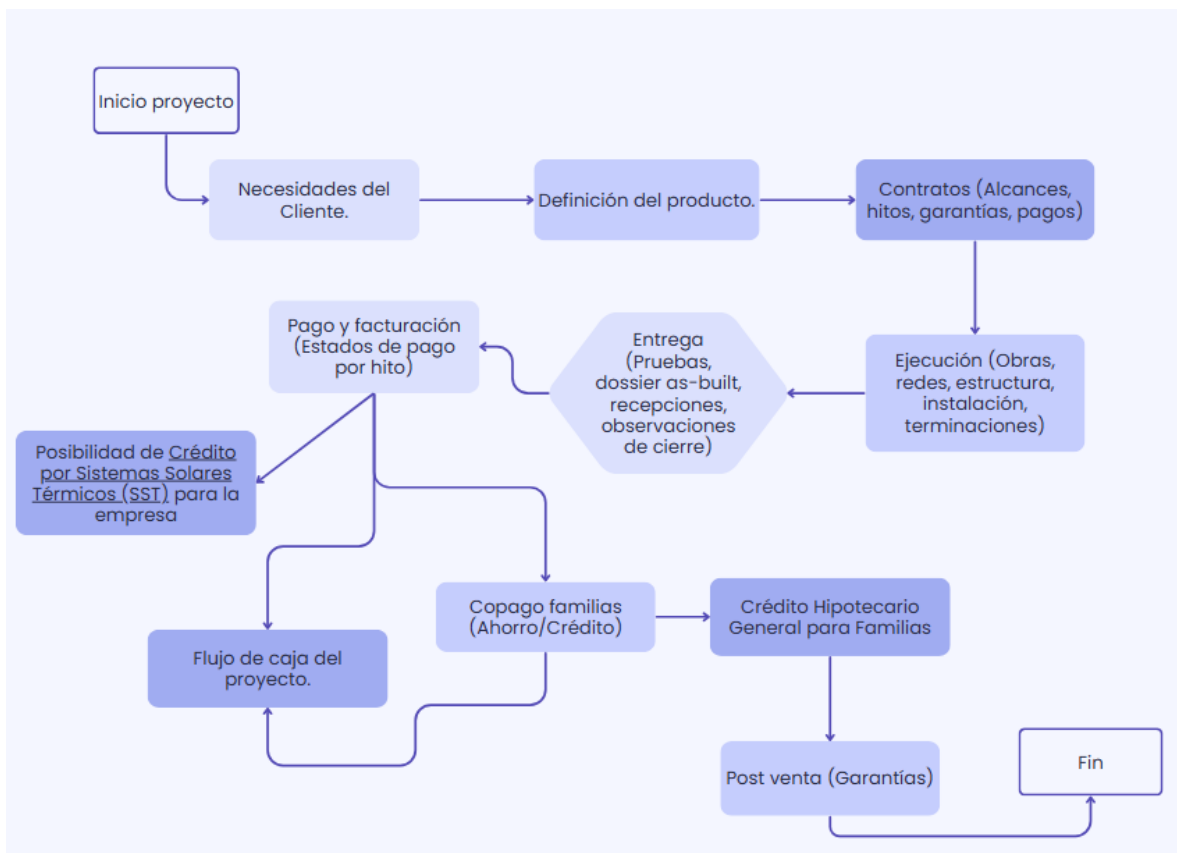 Inicio proyecto
Necesidades del
Cliente.
Definición del producto.
Contratos (Alcances,
hitos, garantías, pagos)
Pago y facturación
(Estados de pago
por hito)
Entrega
(Pruebas,
dossier as-built,
recepciones,
observaciones
de cierre)
Ejecución (Obras,
redes, estructura,
instalación,
terminaciones)
Posibilidad de Crédito
por Sistemas Solares
Térmicos (SST) para la
empresa
Copago familias
(Ahorro/Crédito)
Crédito Hipotecario
General para Familias
Flujo de caja del
proyecto.
Post venta (Garantías)
Fin